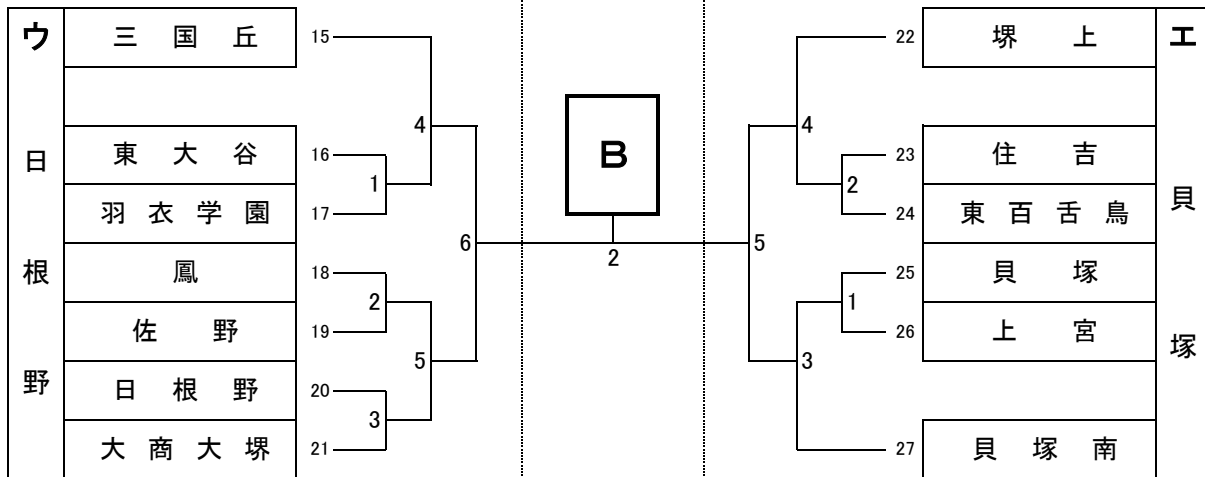 ウ 三国丘 15 22 堺上 エ
4 B 4
日 東大谷 16 23 住吉
1 2 貝
羽衣学園 17 24 東百舌鳥
6 2 5
根 鳳 18 25 貝塚
2 1
佐野 19 26 上宮
5 3 塚
野 日根野 20
3
大商大堺 21 27 貝塚南